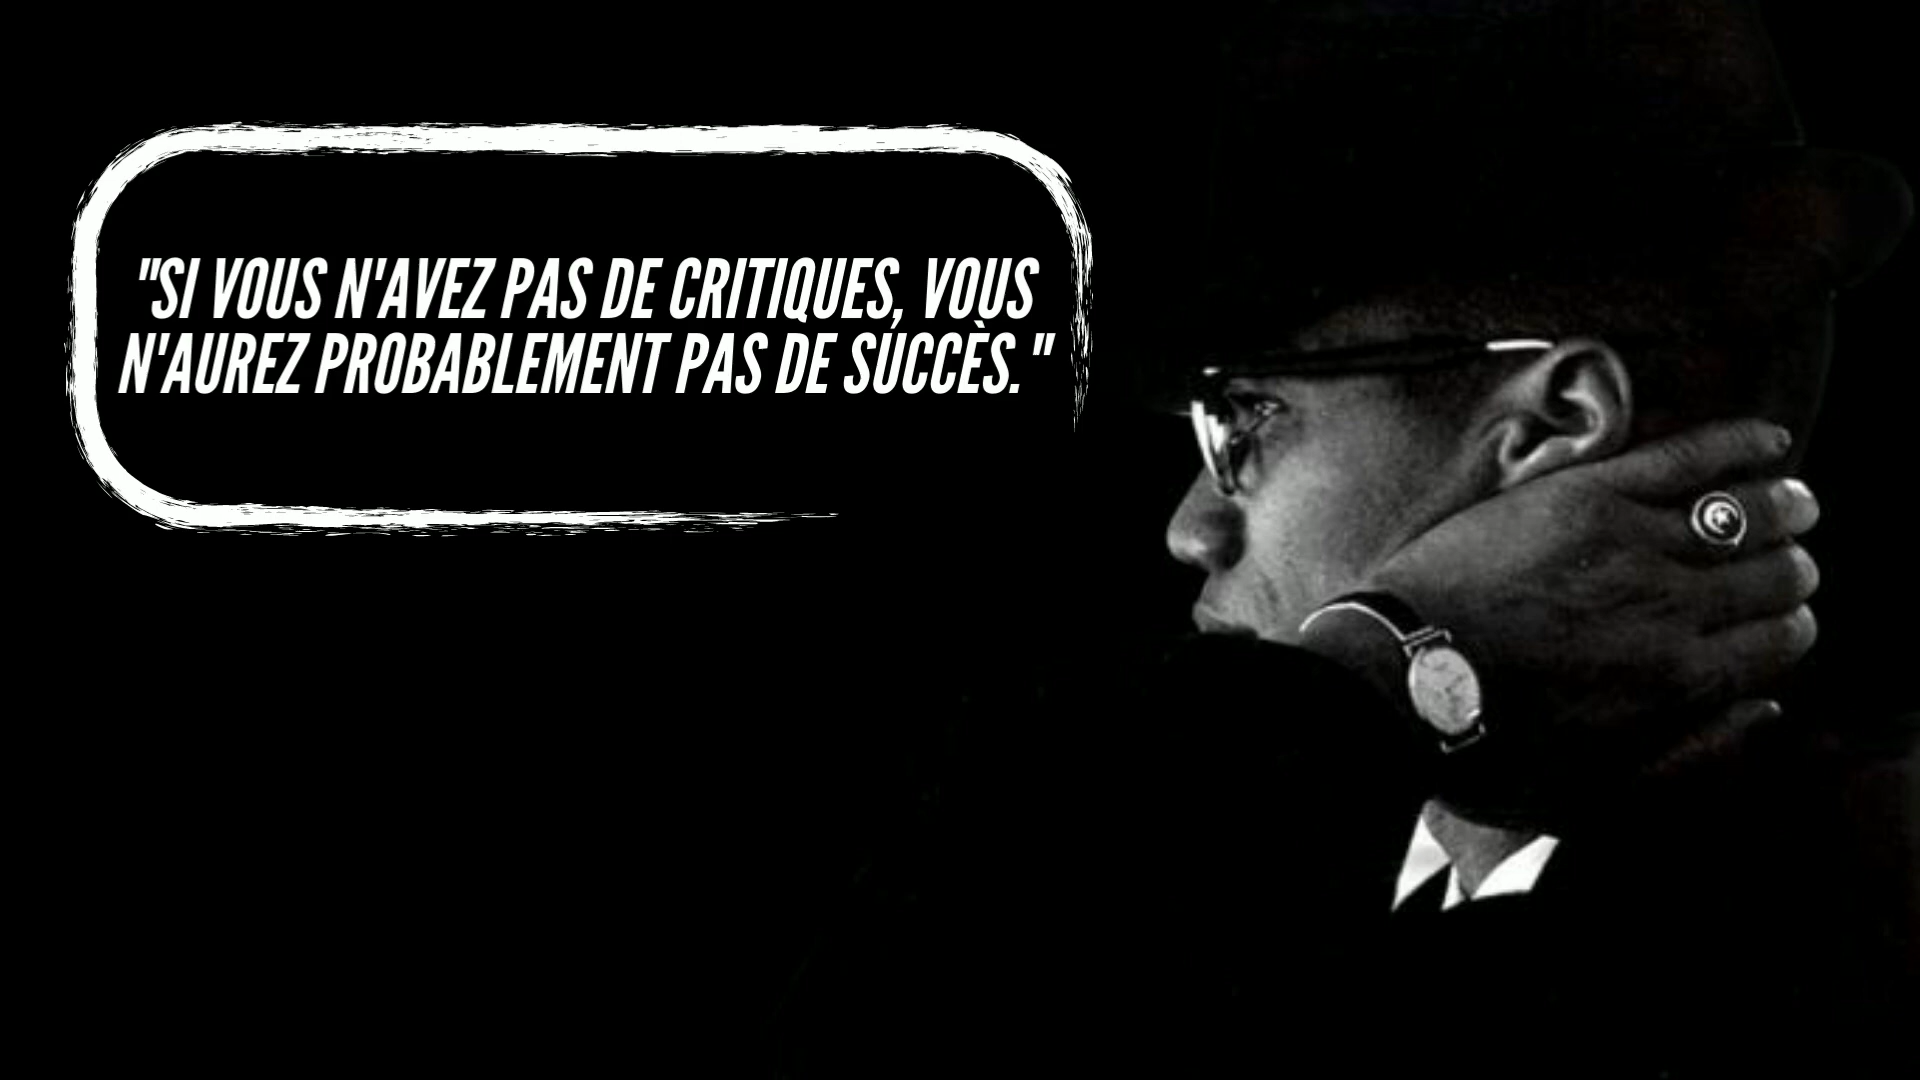 "SI VOUS N'AVEZ PAS DE CRITIQUES, VOUS
N'AUREZ PROBABLEMENT PAS DE SUCCÈS."